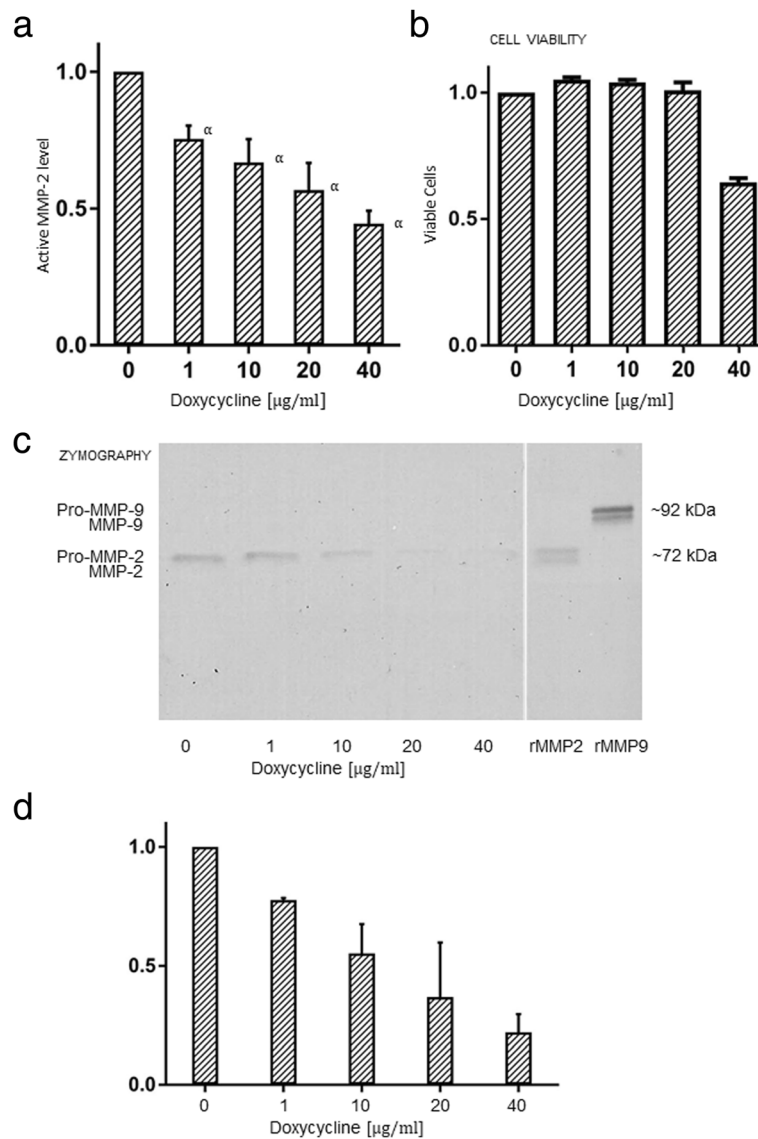 a
1.0
0.5
0.0
Active MMP-2 level
α
α
α
α
0 1 10 20 40
Doxycycline [µg/ml]
b
CELL VIABILITY
1.0
0.5
0.0
Viable Cells
0 1 10 20 40
Doxycycline [µg/ml]
c
ZYMOGRAPHY
Pro-MMP-9
MMP-9
Pro-MMP-2
MMP-2
~92 kDa
~72 kDa
0 1 10 20 40 rMMP2 rMMP9
Doxycycline [µg/ml]
d
1.0
0.5
0.0
0 1 10 20 40
Doxycycline [µg/ml]